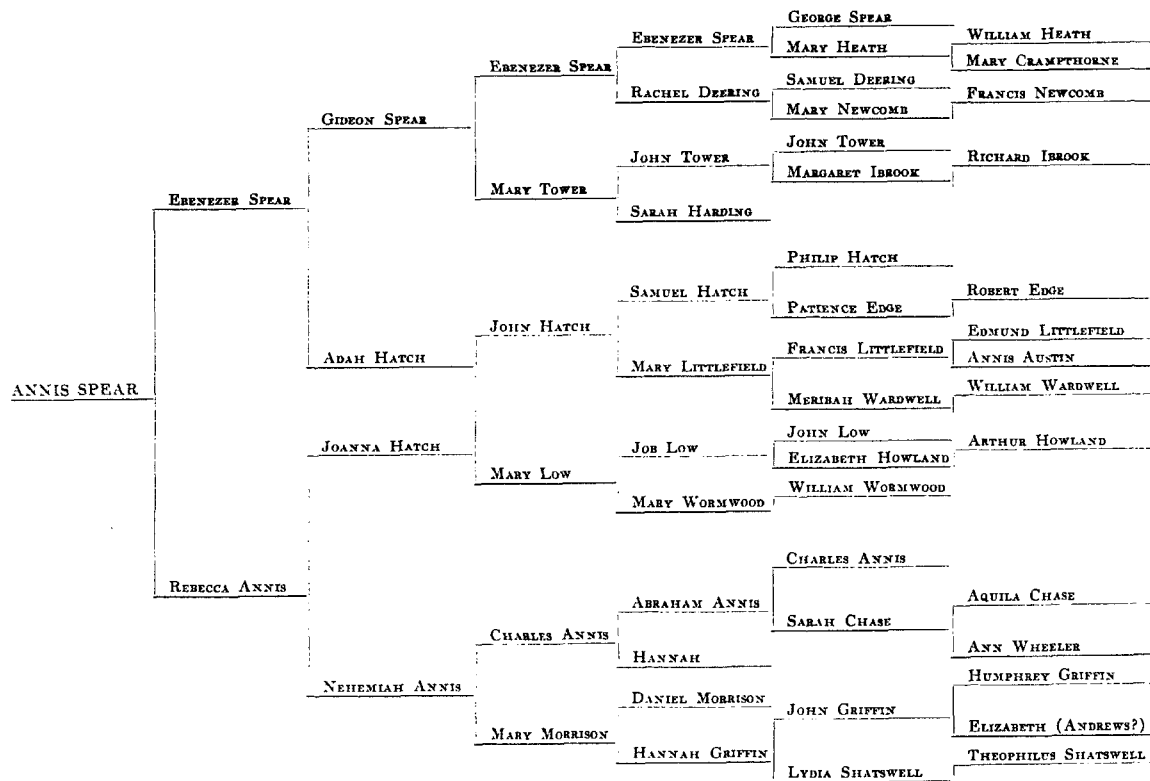 ANNIS SPEAR
EBENEZER SPEAR
REBECCA ANNIS
GIDEON SPEAR
ADAH HATCH
JOANNA HATCH
NEHEMIAH ANNIS
EBENEZER SPEAR
MARY TOWER
JOHN HATCH
MARY LOW
CHARLES ANNIS
MARY MORRISON
EBENEZER SPEAR
RACHEL DEERING
JOHN TOWER
SARAH HARDING
SAMUEL HATCH
MARY LITTLEFIELD
JOB LOW
MARY WORMWOOD
ABRAHAM ANNIS
HANNAH
DANIEL MORRISON
HANNAH GRIFFIN
GEORGE SPEAR
MARY HEATH
SAMUEL DEERING
MARY NEWCOMB
JOHN TOWER
MARGARET IBROOK
PHILIP HATCH
PATIENCE EDGE
FRANCIS LITTLEFIELD
MERIBAH WARDWELL
JOHN LOW
ELIZABETH HOWLAND
WILLIAM WORMWOOD
CHARLES ANNIS
SARAH CHASE
JOHN GRIFFIN
LYDIA SHATSWELL
WILLIAM HEATH
MARY CRAMPTHORNE
FRANCIS NEWCOMB
RICHARD IBROOK
ROBERT EDGE
EDMUND LITTLEFIELD
ANNIS AUSTIN
WILLIAM WARDWELL
ARTHUR HOWLAND
AQUILA CHASE
ANN WHEELER
HUMPHREY GRIFFIN
ELIZABETH (ANDREWS?)
THEOPHILUS SHATSWELL